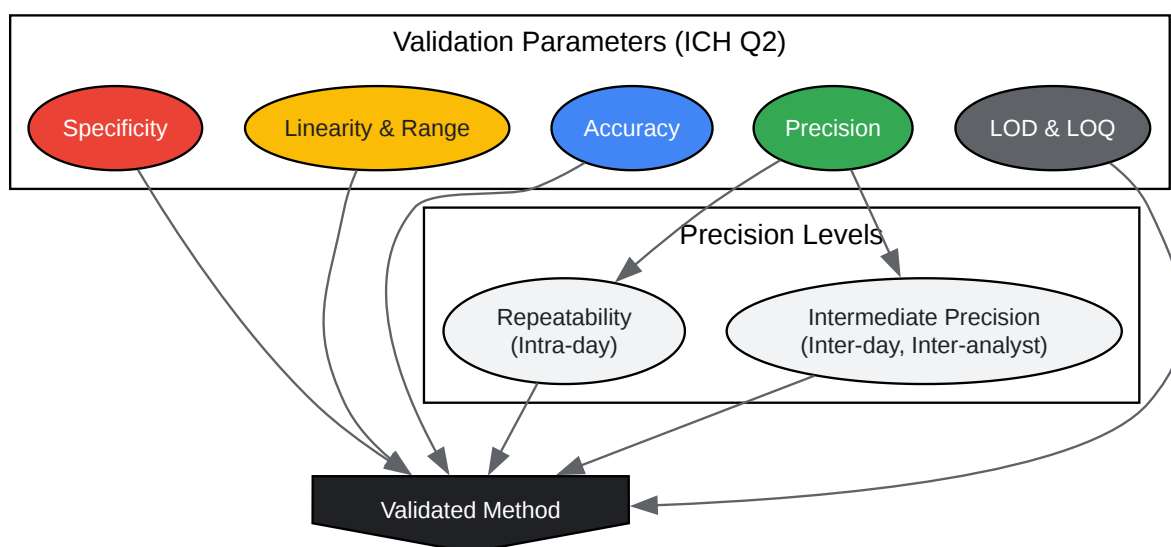 Validation Parameters (ICH Q2)
Specificity
Linearity & Range
Accuracy
Precision
LOD & LOQ
Precision Levels
Repeatability
(Intra-day)
Intermediate Precision
(Inter-day, Inter-analyst)
Validated Method